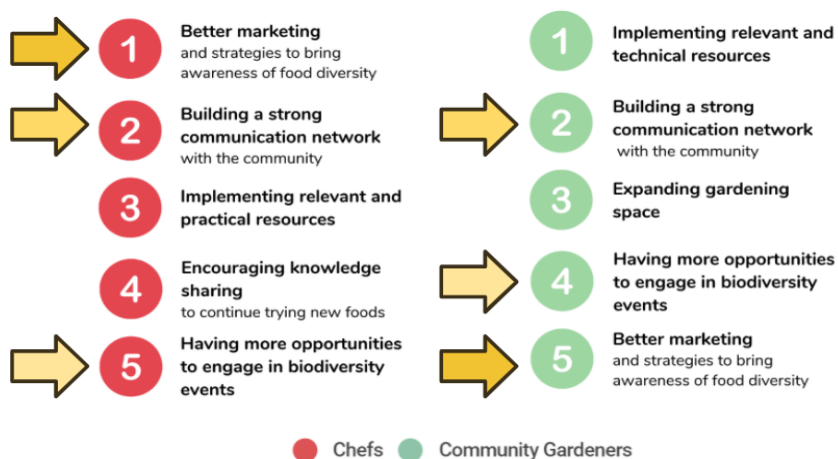 1
Better marketing
and strategies to bring
awareness of food diversity
2
Building a strong
communication network
with the community
3
Implementing relevant and
practical resources
4
Encouraging knowledge
sharing
to continue trying new foods
5
Having more opportunities
to engage in biodiversity
events
1
Implementing relevant and
technical resources
2
Building a strong
communication network
with the community
3
Expanding gardening
space
4
Having more opportunities
to engage in biodiversity
events
5
Better marketing
and strategies to bring
awareness of food diversity
Chefs
Community Gardeners